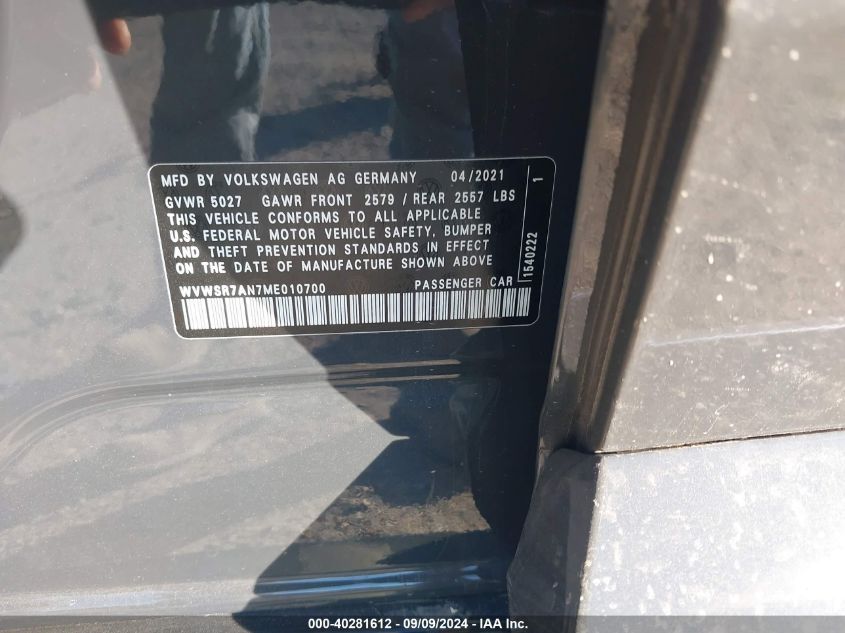 MFD BY VOLKSWAGEN AG GERMANY 04/2021
GVWR 5027 GAWR FRONT 2579 / REAR 2557 LBS
THIS VEHICLE CONFORMS TO ALL APPLICABLE
U.S. FEDERAL MOTOR VEHICLE SAFETY, BUMPER
AND THEFT PREVENTION STANDARDS IN EFFECT
ON THE DATE OF MANUFACTURE SHOWN ABOVE
WVWSR7AN7ME010700 PASSENGER CAR
1540222 1
000-40281612 - 09/09/2024 - IAA Inc.